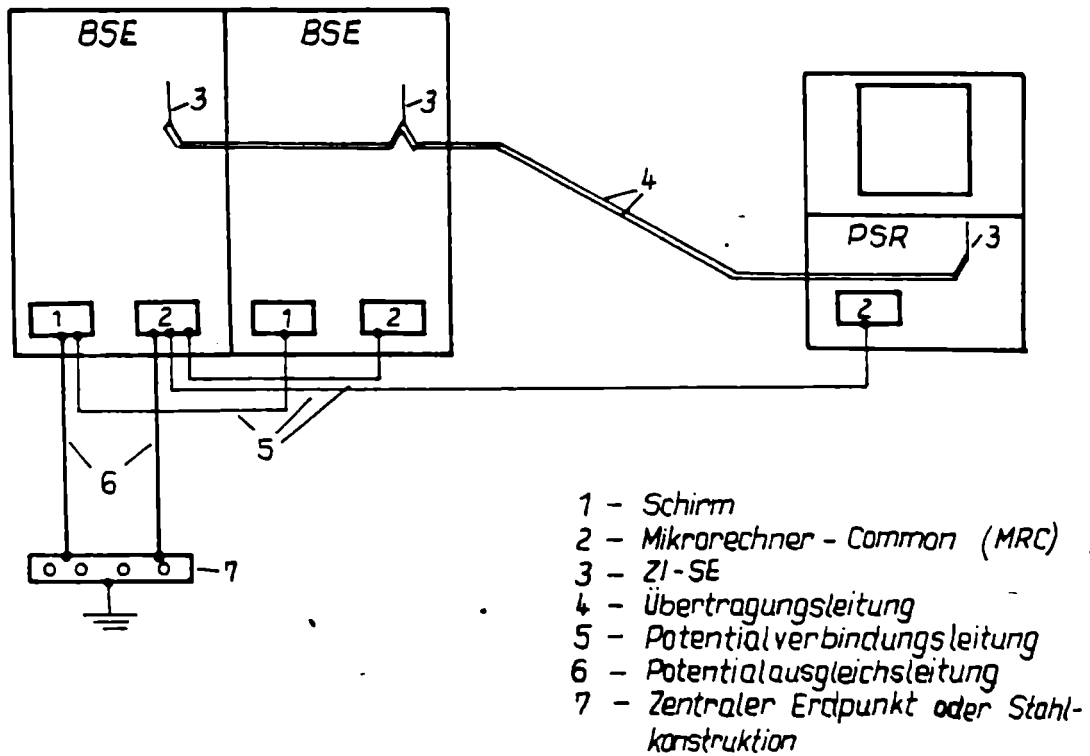 BSE BSE
3 3
4
PSR 3
1 2 1 2 2
5
6
7
1 - Schirm
2 - Mikrorechner - Common (MRC)
3 - ZI-SE
4 - Übertragungsleitung
5 - Potentialverbindungsleitung
6 - Potentialausgleichsleitung
7 - Zentraler Erdpunkt oder Stahl-
konstruktion